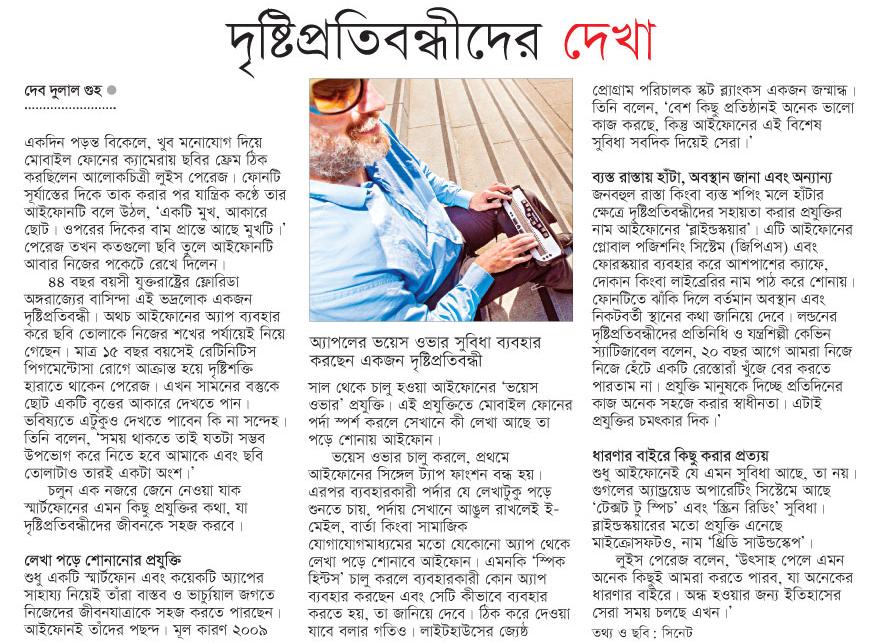 দৃষ্টিপ্রতিবন্ধীদের দেখা
দেব দুলাল গুহ
একদিন পড়ন্ত বিকেলে, খুব মনোযোগ দিয়ে
মোবাইল ফোনের ক্যামেরায় ছবির ফ্রেম ঠিক
করছিলেন আলোকচিত্রী লুইস পেরেজ। ফোনটি
সূর্যাস্তের দিকে তাক করার পর যান্ত্রিক কণ্ঠে তার
আইফোনটি বলে উঠল, ‘একটি মুখ, আকারে
ছোট। ওপরের দিকের বাম প্রান্তে আছে মুখটি।’
পেরেজ তখন কতগুলো ছবি তুলে আইফোনটি
আবার নিজের পকেটে রেখে দিলেন।
৪৪ বছর বয়সী যুক্তরাষ্ট্রের ফ্লোরিডা
অঙ্গরাজ্যের বাসিন্দা এই ভদ্রলোক একজন
দৃষ্টিপ্রতিবন্ধী। অথচ আইফোনের অ্যাপ ব্যবহার
করে ছবি তোলাকে নিজের শখের পর্যায়েই নিয়ে
গেছেন। মাত্র ১৫ বছর বয়সেই রেটিনিটিস
পিগমেন্টোসা রোগে আক্রান্ত হয়ে দৃষ্টিশক্তি
হারাতে থাকেন পেরেজ। এখন সামনের বস্তুকে
ছোট একটি বৃত্তের আকারে দেখতে পান।
ভবিষ্যতে এটুকুও দেখতে পাবেন কি না সন্দেহ।
তিনি বলেন, ‘সময় থাকতে তাই যতটা সম্ভব
উপভোগ করে নিতে হবে আমাকে এবং ছবি
তোলাটাও তারই একটা অংশ।’
চলুন এক নজরে জেনে নেওয়া যাক
স্মার্টফোনের এমন কিছু প্রযুক্তির কথা, যা
দৃষ্টিপ্রতিবন্ধীদের জীবনকে সহজ করবে।
লেখা পড়ে শোনানোর প্রযুক্তি
শুধু একটি স্মার্টফোন এবং কয়েকটি অ্যাপের
সাহায্য নিয়েই তাঁরা বাস্তব ও ভার্চ্যুয়াল জগতে
নিজেদের জীবনযাত্রাকে সহজ করতে পারছেন।
আইফোনই তাঁদের পছন্দ। মূল কারণ ২০০৯
অ্যাপলের ভয়েস ওভার সুবিধা ব্যবহার
করছেন একজন দৃষ্টিপ্রতিবন্ধী
সাল থেকে চালু হওয়া আইফোনের ‘ভয়েস
ওভার’ প্রযুক্তি। এই প্রযুক্তিতে মোবাইল ফোনের
পর্দা স্পর্শ করলে সেখানে কী লেখা আছে তা
পড়ে শোনায় আইফোন।
ভয়েস ওভার চালু করলে, প্রথমে
আইফোনের সিঙ্গেল ট্যাপ ফাংশন বন্ধ হয়।
এরপর ব্যবহারকারী পর্দার যে লেখাটুকু পড়ে
শুনতে চায়, পর্দায় সেখানে আঙুল রাখলেই ই-
মেইল, বার্তা কিংবা সামাজিক
যোগাযোগমাধ্যমের মতো যেকোনো অ্যাপ থেকে
লেখা পড়ে শোনাবে আইফোন। এমনকি ‘স্পিক
হিন্টস’ চালু করলে ব্যবহারকারী কোন অ্যাপ
ব্যবহার করছেন এবং সেটি কীভাবে ব্যবহার
করতে হয়, তা জানিয়ে দেবে। ঠিক করে দেওয়া
যাবে বলার গতিও। লাইটহাউসের জ্যেষ্ঠ
প্রোগ্রাম পরিচালক স্কট ব্ল্যাংকস একজন জন্মান্ধ।
তিনি বলেন, ‘বেশ কিছু প্রতিষ্ঠানই অনেক ভালো
কাজ করছে, কিন্তু আইফোনের এই বিশেষ
সুবিধা সবদিক দিয়েই সেরা।’
ব্যস্ত রাস্তায় হাঁটা, অবস্থান জানা এবং অন্যান্য
জনবহুল রাস্তা কিংবা ব্যস্ত শপিং মলে হাঁটার
ক্ষেত্রে দৃষ্টিপ্রতিবন্ধীদের সহায়তা করার প্রযুক্তির
নাম আইফোনের ‘ব্লাইন্ডস্কয়ার’। এটি আইফোনের
গ্লোবাল পজিশনিং সিস্টেম (জিপিএস) এবং
ফোরস্কয়ার ব্যবহার করে আশপাশের ক্যাফে,
দোকান কিংবা লাইব্রেরির নাম পাঠ করে শোনায়।
ফোনটিতে ঝাঁকি দিলে বর্তমান অবস্থান এবং
নিকটবর্তী স্থানের কথা জানিয়ে দেবে। লন্ডনের
দৃষ্টিপ্রতিবন্ধীদের প্রতিনিধি ও যন্ত্রশিল্পী কেভিন
স্যাটিজাবেল বলেন, ২০ বছর আগে আমরা নিজে
নিজে হেঁটে একটি রেস্তোরাঁ খুঁজে বের করতে
পারতাম না। প্রযুক্তি মানুষকে দিচ্ছে প্রতিদিনের
কাজ অনেক সহজে করার স্বাধীনতা। এটাই
প্রযুক্তির চমৎকার দিক।’
ধারণার বাইরে কিছু করার প্রত্যয়
শুধু আইফোনেই যে এমন সুবিধা আছে, তা নয়।
গুগলের অ্যান্ড্রয়েড অপারেটিং সিস্টেমে আছে
‘টেক্সট টু স্পিচ’ এবং ‘স্ক্রিন রিডিং’ সুবিধা।
ব্লাইন্ডস্কয়ারের মতো প্রযুক্তি এনেছে
মাইক্রোসফটও, নাম ‘থ্রিডি সাউন্ডস্কেপ’।
লুইস পেরেজ বলেন, ‘উৎসাহ পেলে এমন
অনেক কিছুই আমরা করতে পারব, যা অনেকের
ধারণার বাইরে। অন্ধ হওয়ার জন্য ইতিহাসের
সেরা সময় চলছে এখন।’
তথ্য ও ছবি : সিনেট